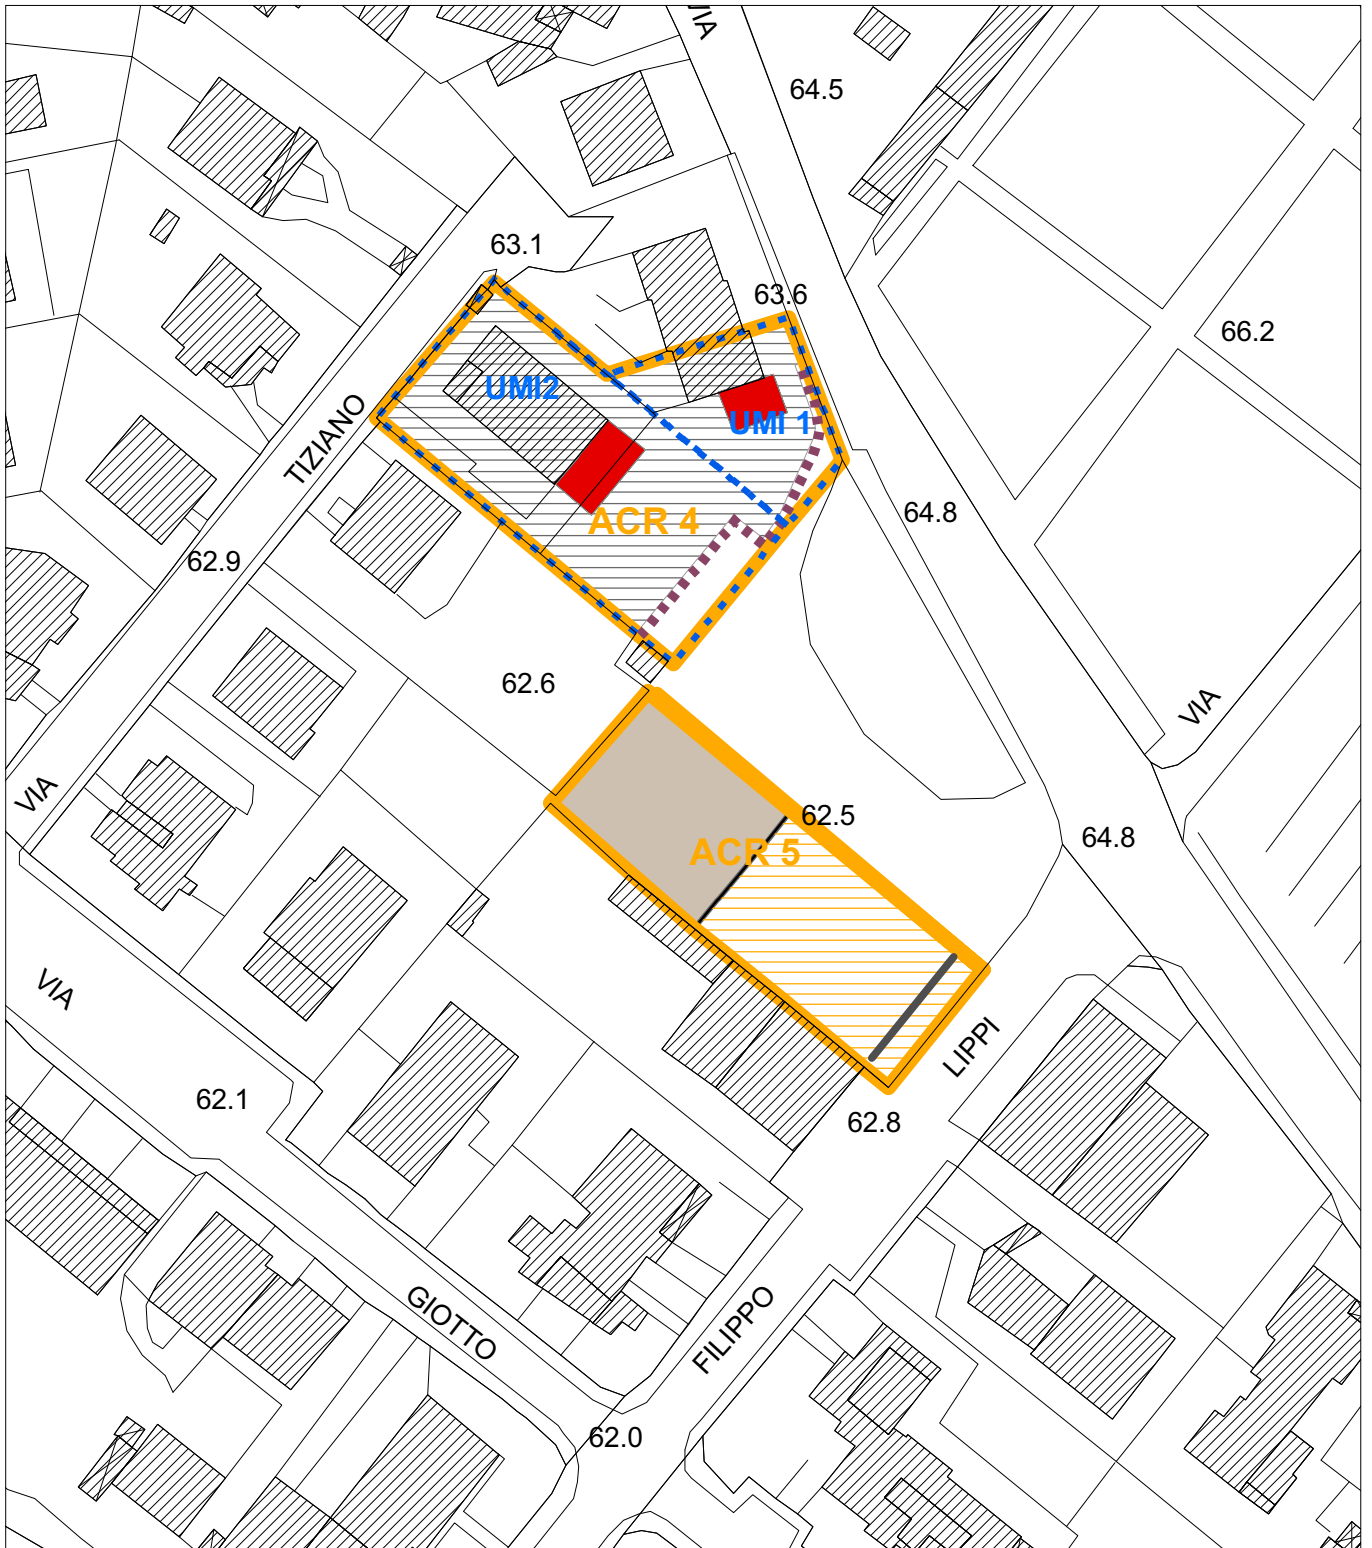 VIA
64.5
63.1
63.6
66.2
UMI2
UMI 1
TIZIANO
ACR 4
64.8
62.9
62.6
VIA
VIA
62.5
ACR 5
64.8
VIA
LIPPI
62.1
62.8
GIOTTO
FILIPPO
62.0